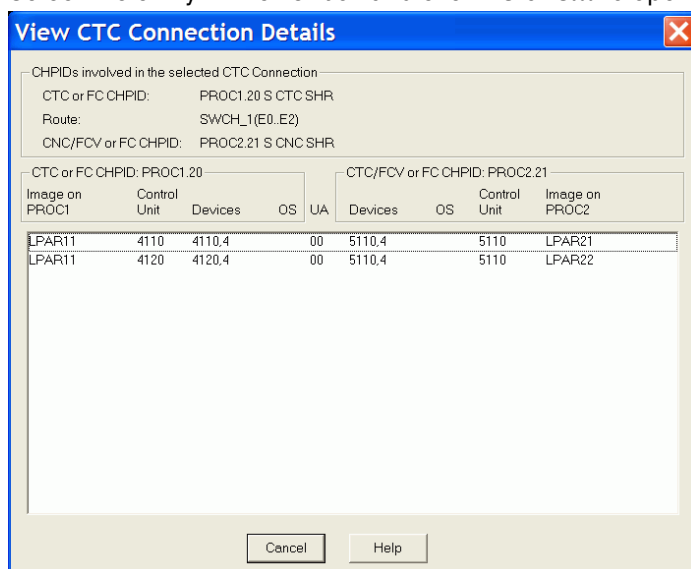 View CTC Connection Details
CHPIDs involved in the selected CTC Connection
CTC or FC CHPID: PROC1.20 S CTC SHR
Route: SWCH_1(E0..E2)
CNC/FCV or FC CHPID: PROC2.21 S CNC SHR
CTC or FC CHPID: PROC1.20 CTC/FCV or FC CHPID: PROC2.21
Image on PROC1 Control Unit Devices OS UA Devices OS Control Unit Image on PROC2
LPAR11 4110 4110,4 00 5110,4 5110 LPAR21
LPAR11 4120 4120,4 00 5110,4 5110 LPAR22
Cancel Help